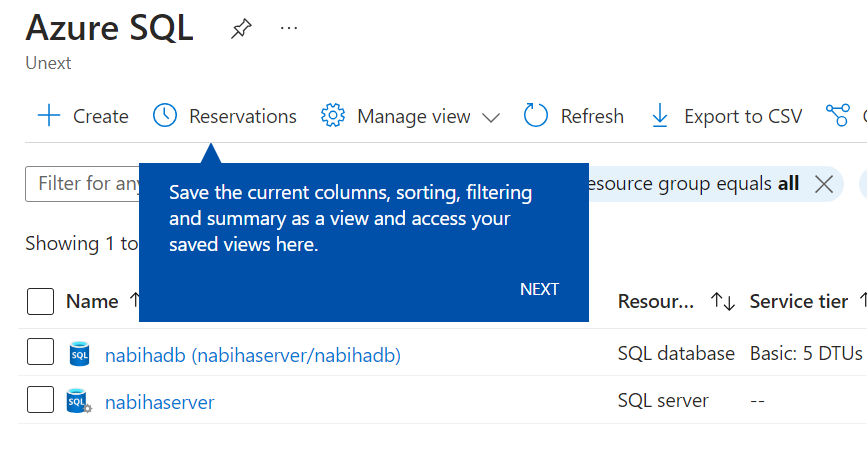 Azure SQL
Unext
Create Reservations Manage view Refresh Export to CSV
Filter for any
esource group equals all
Save the current columns, sorting, filtering
and summary as a view and access your
saved views here.
NEXT
Showing 1 to
Name Resour... Service tier
SQL nabihadb (nabihaserver/nabihadb) SQL database Basic: 5 DTUs
SQL nabihaserver SQL server --